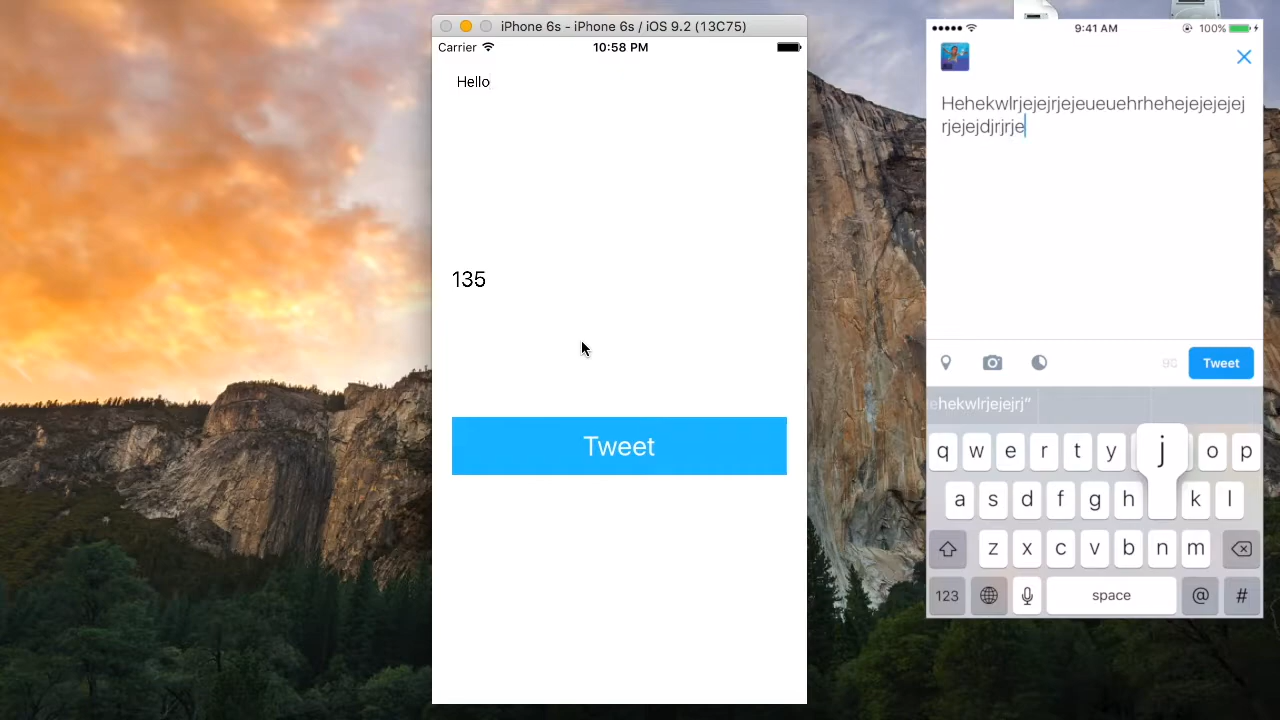 iPhone 6s - iPhone 6s / iOS 9.2 (13C75)
Carrier 10:58 PM
Hello
135
Tweet
9:41 AM 100%
Hehekwlrjejejrjejeueuehrhehejejejejej
rjejejdjrjrje
Tweet
ehekwlrjejejrj“
q w e r t y j o p
a s d f g h k l
z x c v b n m
123 space @ #